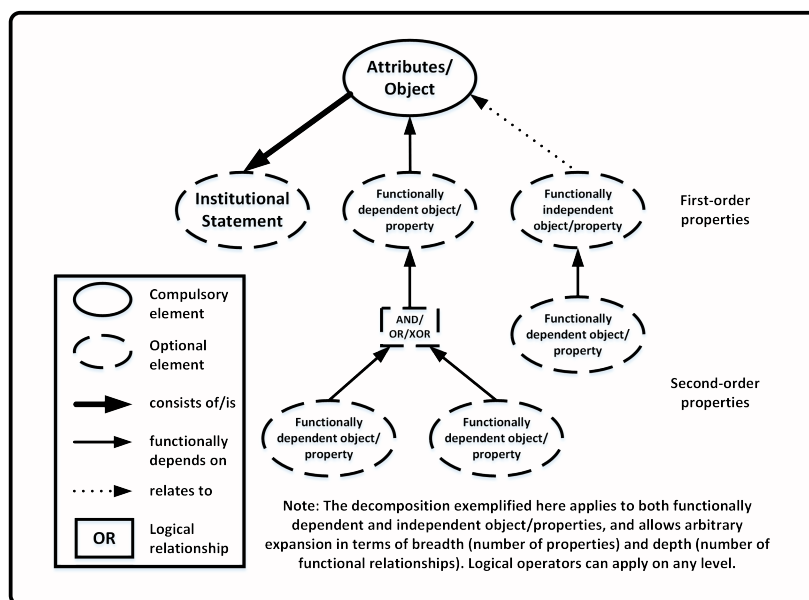 Attributes/
Object
Institutional
Statement
Functionally
dependent object/
property
Functionally
independent
object/property
First-order
properties
AND/
OR/XOR
Functionally
dependent object/
property
Second-order
properties
Functionally
dependent object/
property
Functionally
dependent object/
property
Compulsory
element
Optional
element
consists of/is
functionally
depends on
relates to
OR
Logical
relationship
Note: The decomposition exemplified here applies to both functionally
dependent and independent object/properties, and allows arbitrary
expansion in terms of breadth (number of properties) and depth (number of
functional relationships). Logical operators can apply on any level.